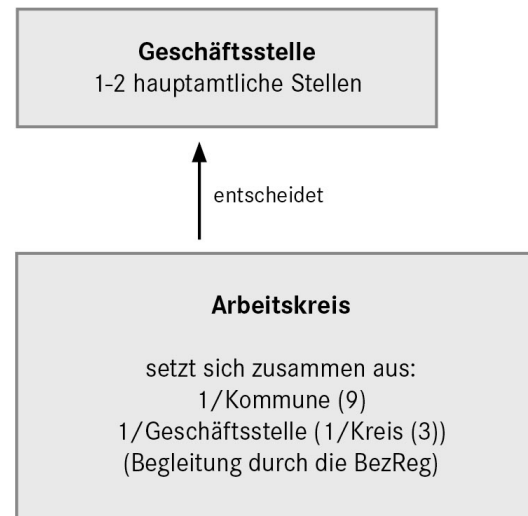 Geschäftsstelle
1-2 hauptamtliche Stellen
entscheidet
Arbeitskreis
setzt sich zusammen aus:
1/Kommune (9)
1/Geschäftsstelle (1/Kreis (3))
(Begleitung durch die BezReg)